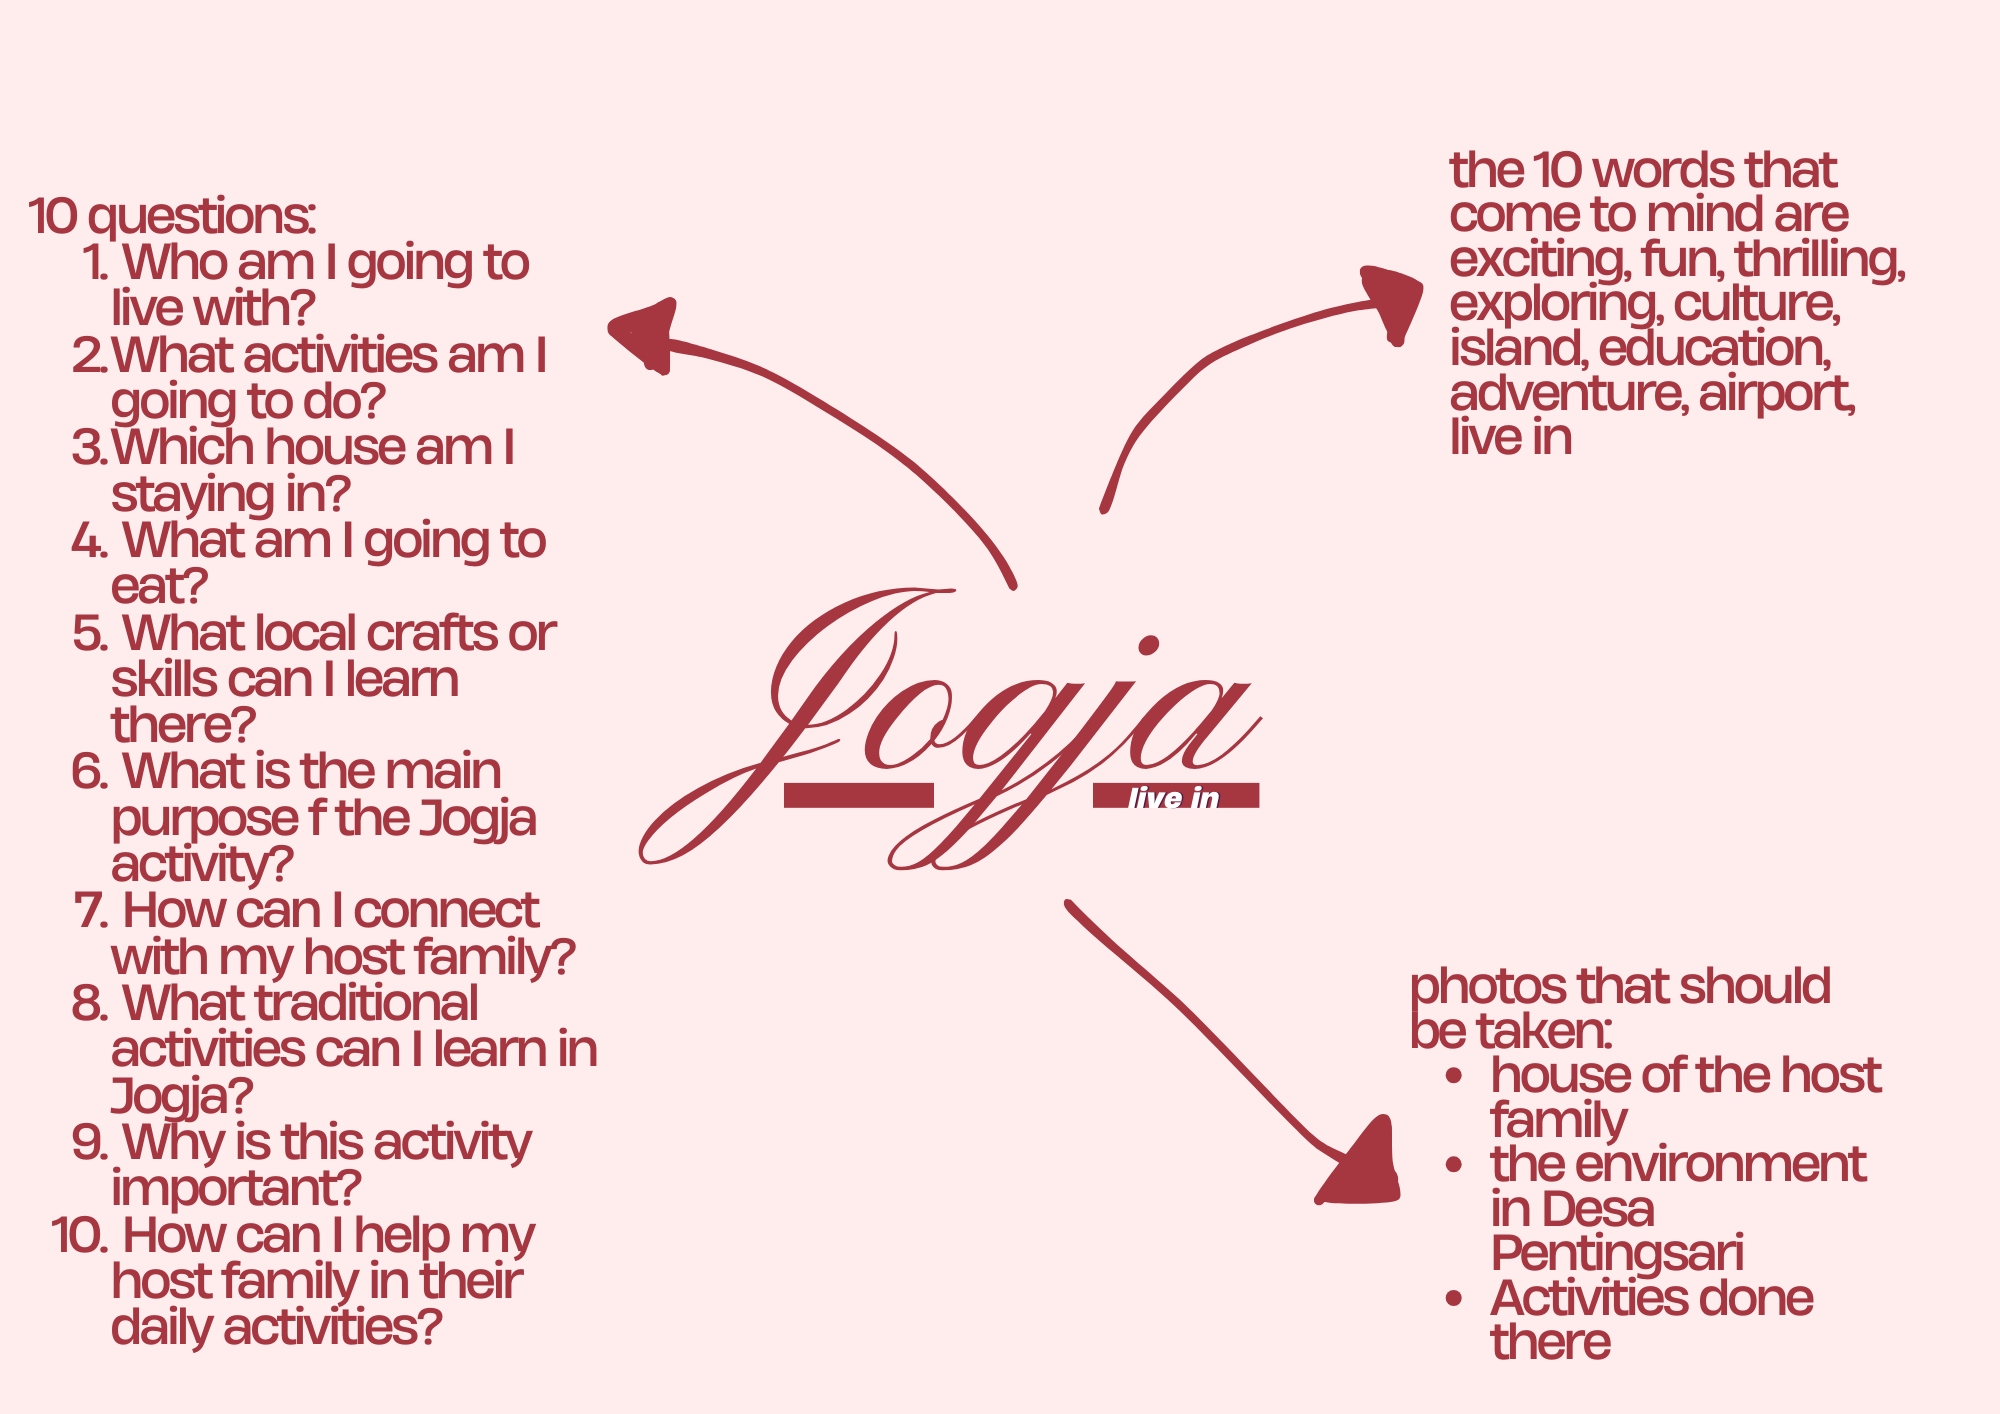 10 questions:
1. Who am I going to
live with?
2. What activities am I
going to do?
3. Which house am I
staying in?
4. What am I going to
eat?
5. What local crafts or
skills can I learn
there?
6. What is the main
purpose f the Jogja
activity?
7. How can I connect
with my host family?
8. What traditional
activities can I learn in
Jogja?
9. Why is this activity
important?
10. How can I help my
host family in their
daily activities?
Jogja
live in
the 10 words that
come to mind are
exciting, fun, thrilling,
exploring, culture,
island, education,
adventure, airport,
live in
photos that should
be taken:
• house of the host
family
• the environment
in Desa
Pentingsari
• Activities done
there